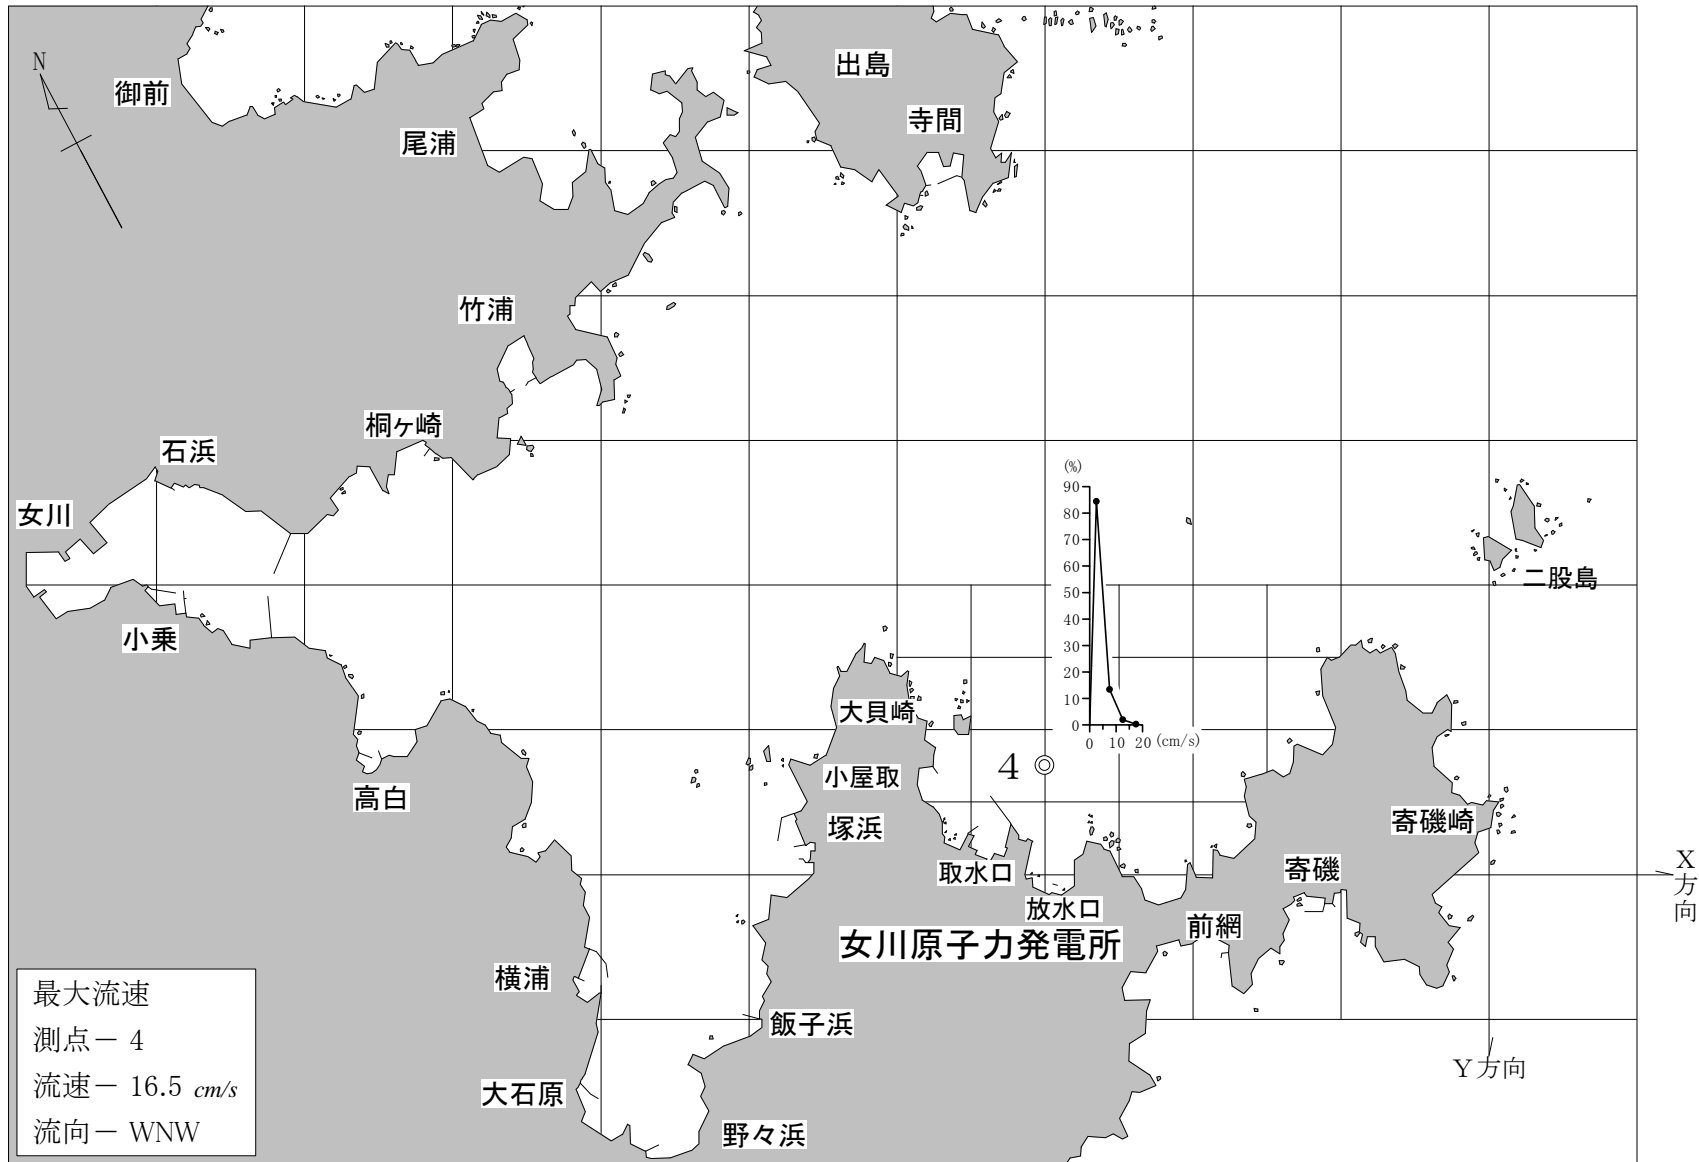 N
御前
尾浦
出島
寺間
竹浦
桐ヶ崎
石浜
女川
小乗
高白
(%)
90
80
70
60
50
40
30
20
10
0
0 10 20 (cm/s)
二股島
大貝崎
小屋取
4
塚浜
取水口
放水口
寄磯崎
寄磯
前網
X方向
女川原子力発電所
横浦
飯子浜
Y方向
大石原
野々浜
最大流速
測点－ 4
流速－ 16.5 cm/s
流向－ WNW